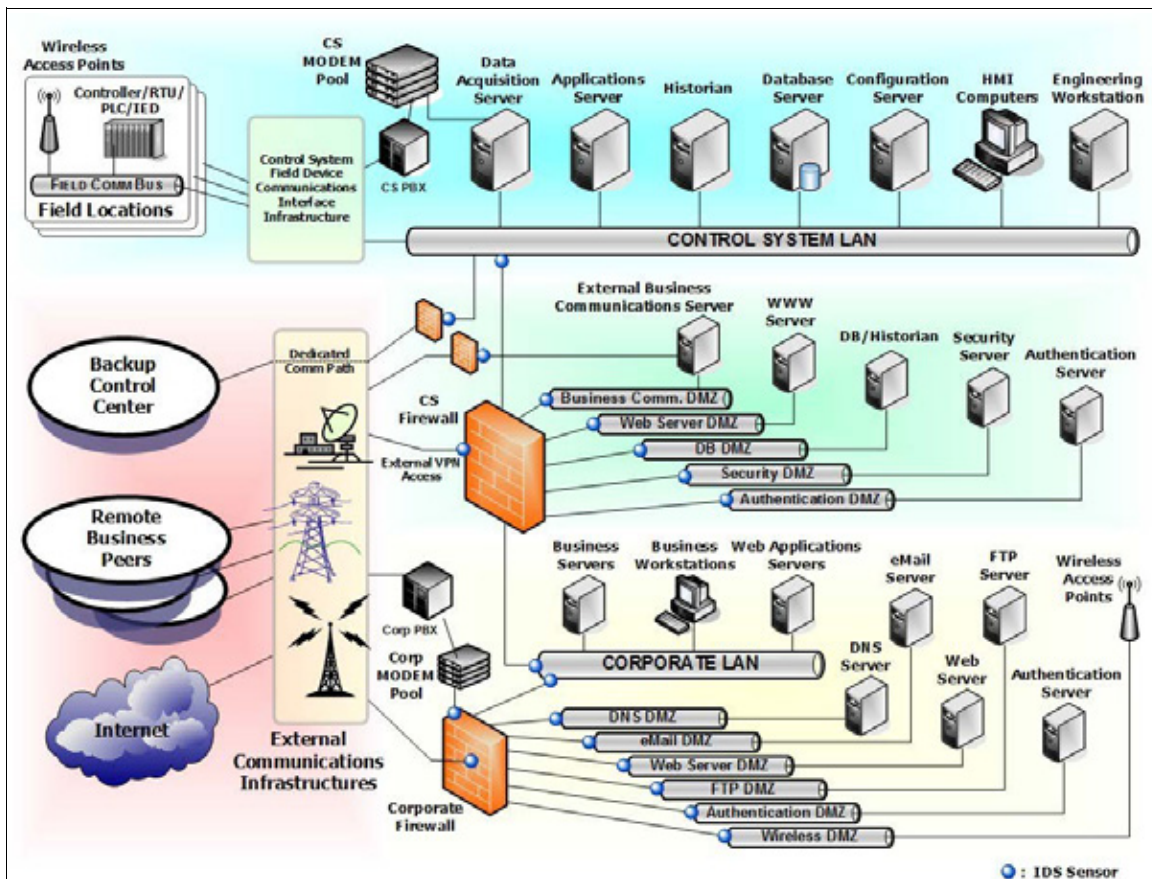 Wireless
Access Points
Controller/RTU/
PLC/IED
FIELD COMM BUS
Field Locations
Control System
Field Device
Communications
Interface
Infrastructure
CS
MODEM
Pool
CS PBX
Data
Acquisition
Server
Applications
Server
Historian
Database
Server
Configuration
Server
HMI
Computers
Engineering
Workstation
CONTROL SYSTEM LAN
Backup
Control
Center
Dedicated
Comm Path
External Business
Communications Server
WWW
Server
DB/Historian
Security
Server
Authentication
Server
CS
Firewall
External VPN
Access
Business Comm. DMZ
Web Server DMZ
DB DMZ
Security DMZ
Authentication DMZ
Remote
Business
Peers
Internet
External
Communications
Infrastructures
Corp PBX
Corp
MODEM
Pool
Corporate
Firewall
Business
Servers
Business
Workstations
Web Applications
Servers
eMail
Server
FTP
Server
Wireless
Access
Points
CORPORATE LAN
DNS
Server
Web
Server
Authentication
Server
DNS DMZ
eMail DMZ
Web Server DMZ
FTP DMZ
Authentication DMZ
Wireless DMZ
: IDS Sensor